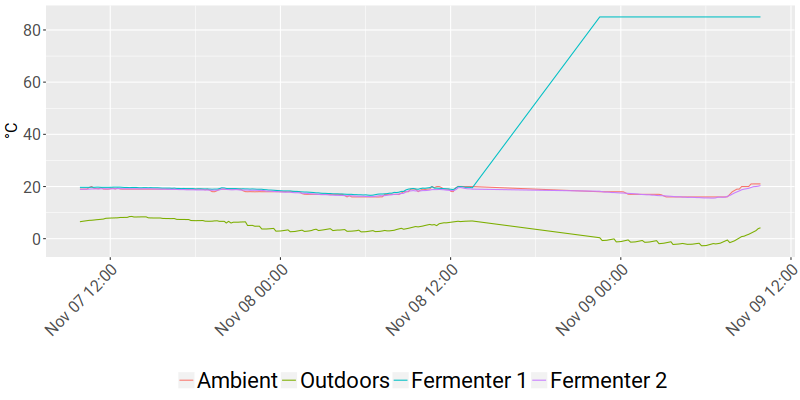 80
60
°C
40
20
0
Nov 07 12:00
Nov 08 00:00
Nov 08 12:00
Nov 09 00:00
Nov 09 12:00
Ambient Outdoors Fermenter 1 Fermenter 2